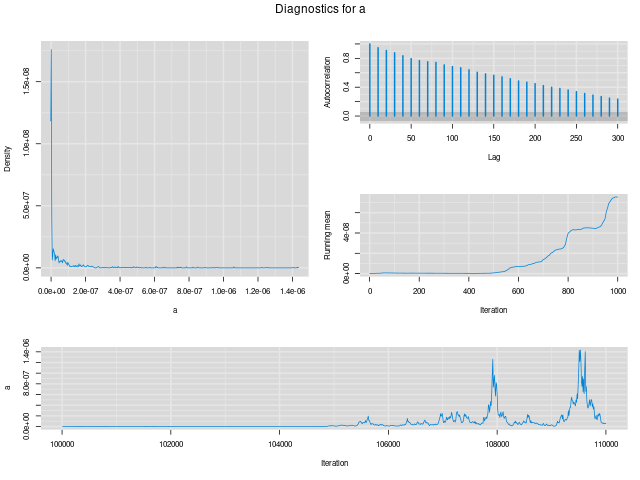 Diagnostics for a
Density
0.0e+00
5.0e+07
1.0e+08
1.5e+08
0.0e+00 2.0e-07 4.0e-07 6.0e-07 8.0e-07 1.0e-06 1.2e-06 1.4e-06
a
Autocorrelation
0.0
0.4
0.8
0 50 100 150 200 250 300
Lag
Running mean
0e+00
4e-08
0 200 400 600 800 1000
Iteration
a
0.0e+00
8.0e-07
1.4e-06
100000 102000 104000 106000 108000 110000
Iteration